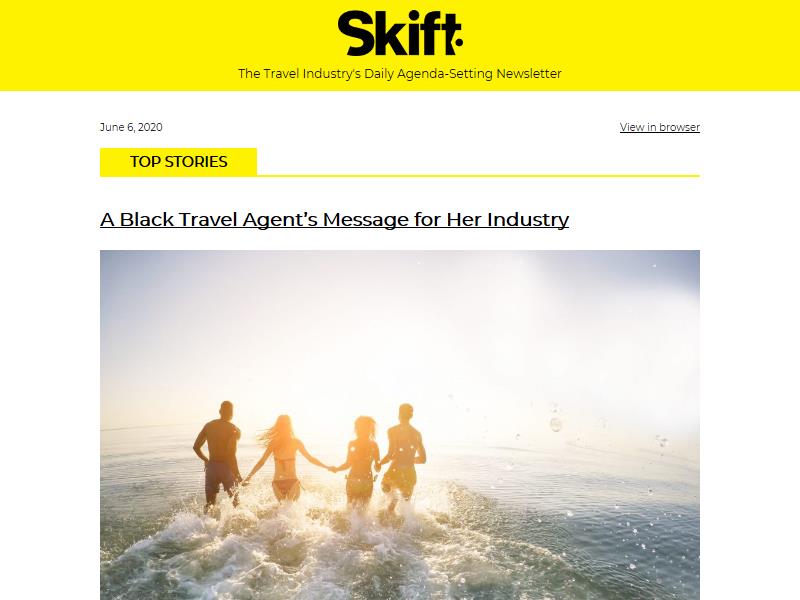 Skift
The Travel Industry's Daily Agenda-Setting Newsletter
June 6, 2020
View in browser
TOP STORIES
A Black Travel Agent’s Message for Her Industry